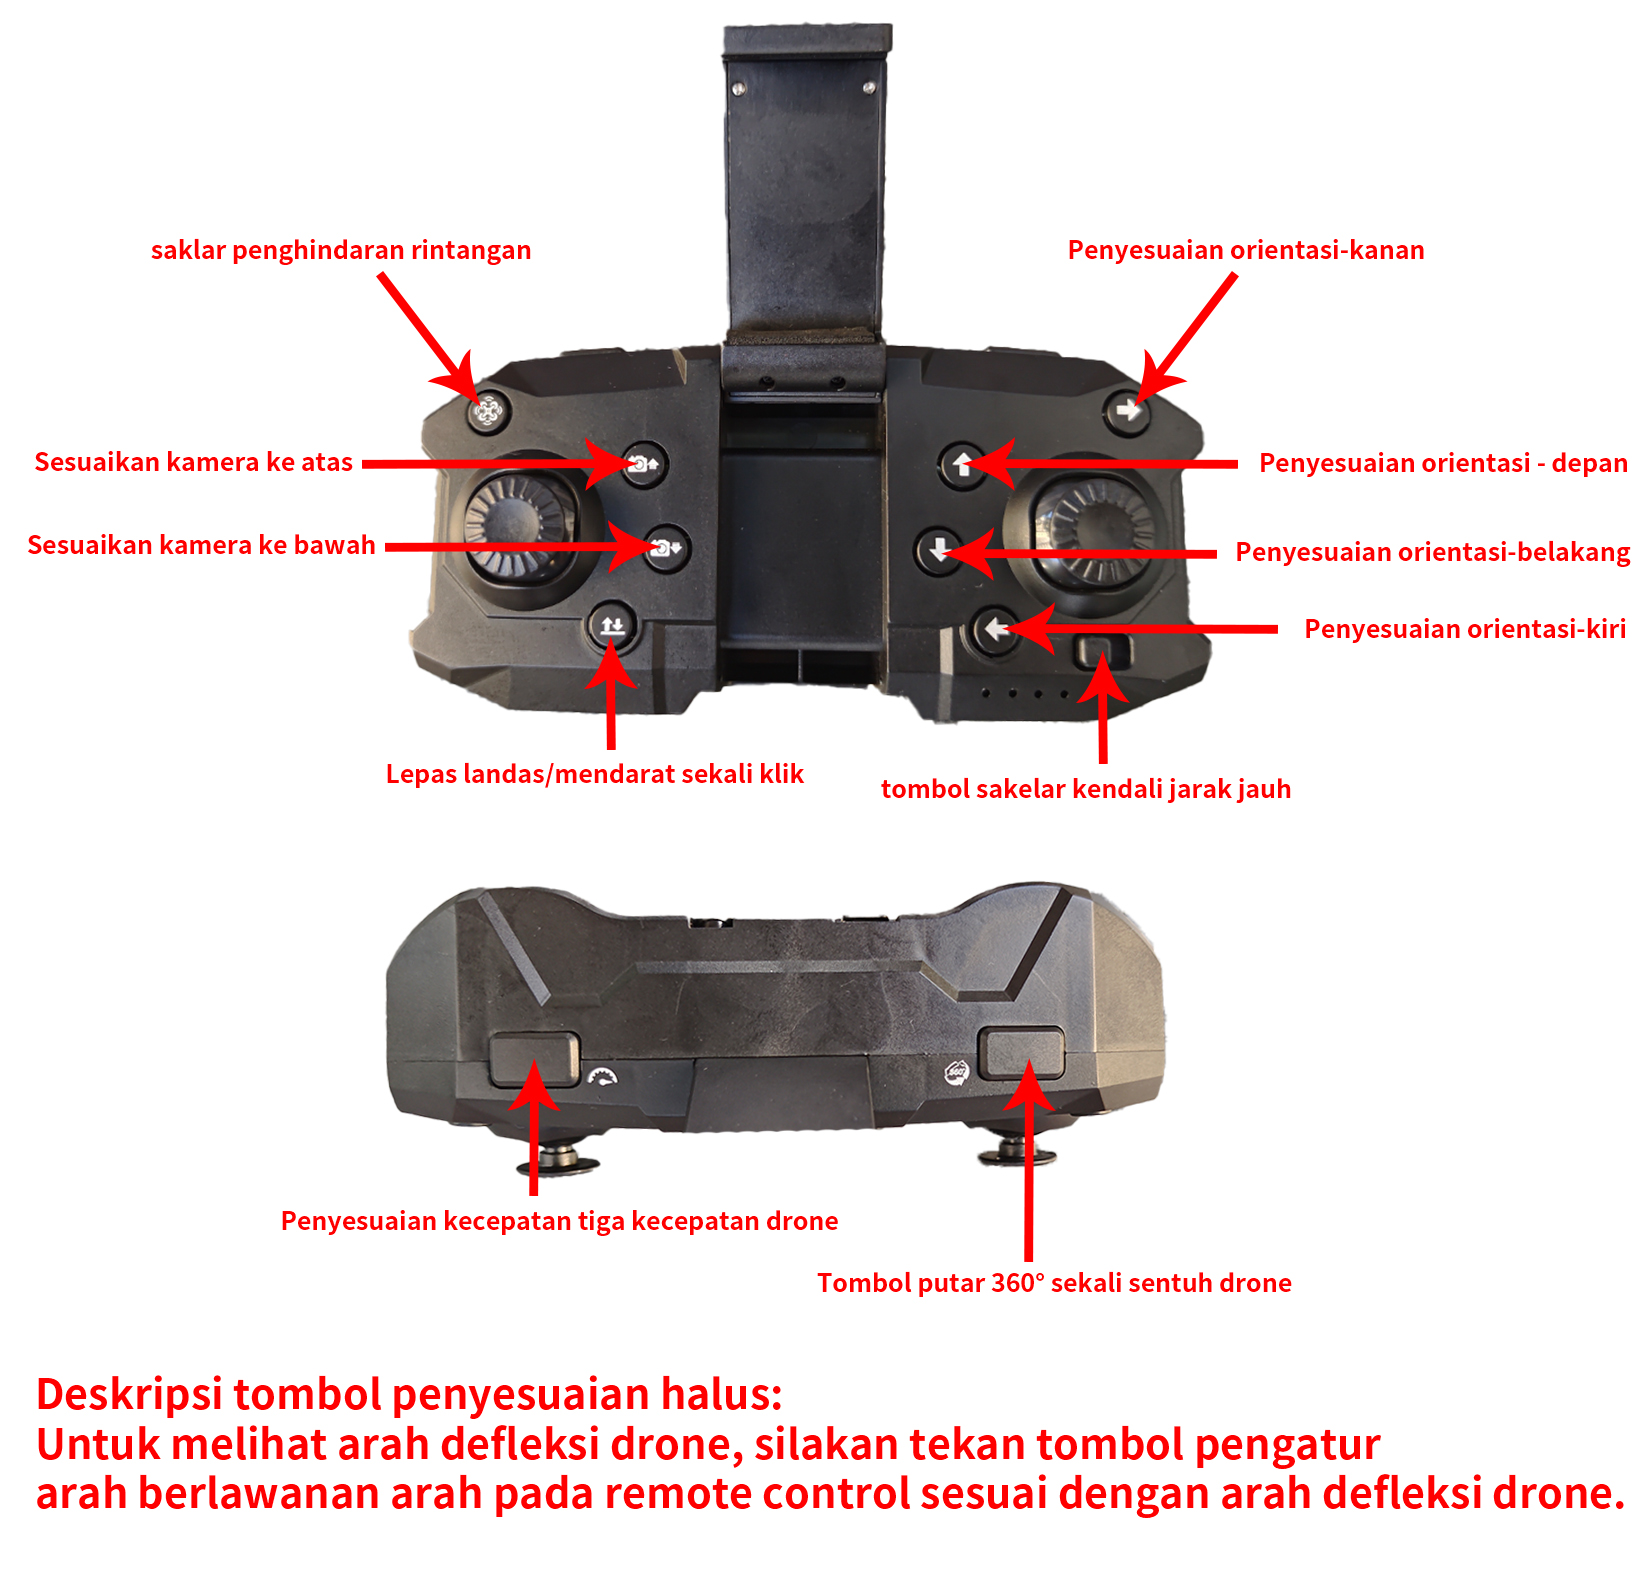 saklar penghindaran rintangan
Penyesuaian orientasi-kanan
Sesuaikan kamera ke atas
Penyesuaian orientasi - depan
Sesuaikan kamera ke bawah
Penyesuaian orientasi-belakang
Penyesuaian orientasi-kiri
Lepas landas/mendarat sekali klik
tombol sakelar kendali jarak jauh
360°
Penyesuaian kecepatan tiga kecepatan drone
Tombol putar 360° sekali sentuh drone
Deskripsi tombol penyesuaian halus:
Untuk melihat arah defleksi drone, silakan tekan tombol pengatur
arah berlawanan arah pada remote control sesuai dengan arah defleksi drone.